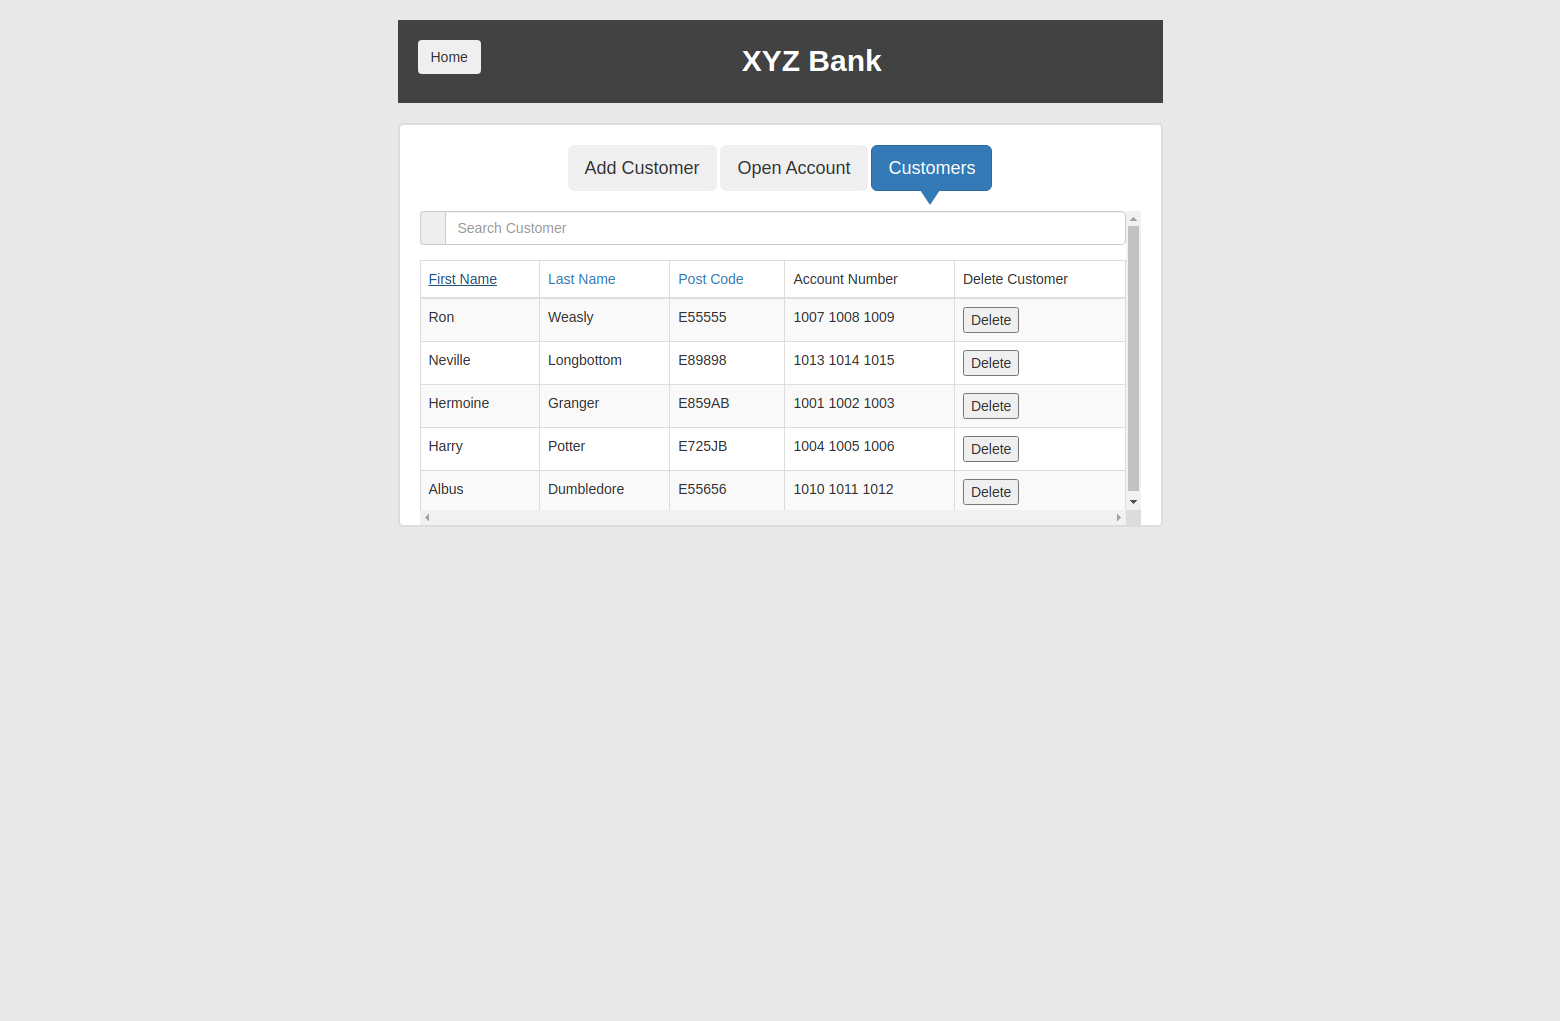 Home
XYZ Bank
Add Customer Open Account Customers
Search Customer
First Name Last Name Post Code Account Number Delete Customer
Ron Weasly E55555 1007 1008 1009 Delete
Neville Longbottom E89898 1013 1014 1015 Delete
Hermoine Granger E859AB 1001 1002 1003 Delete
Harry Potter E725JB 1004 1005 1006 Delete
Albus Dumbledore E55656 1010 1011 1012 Delete